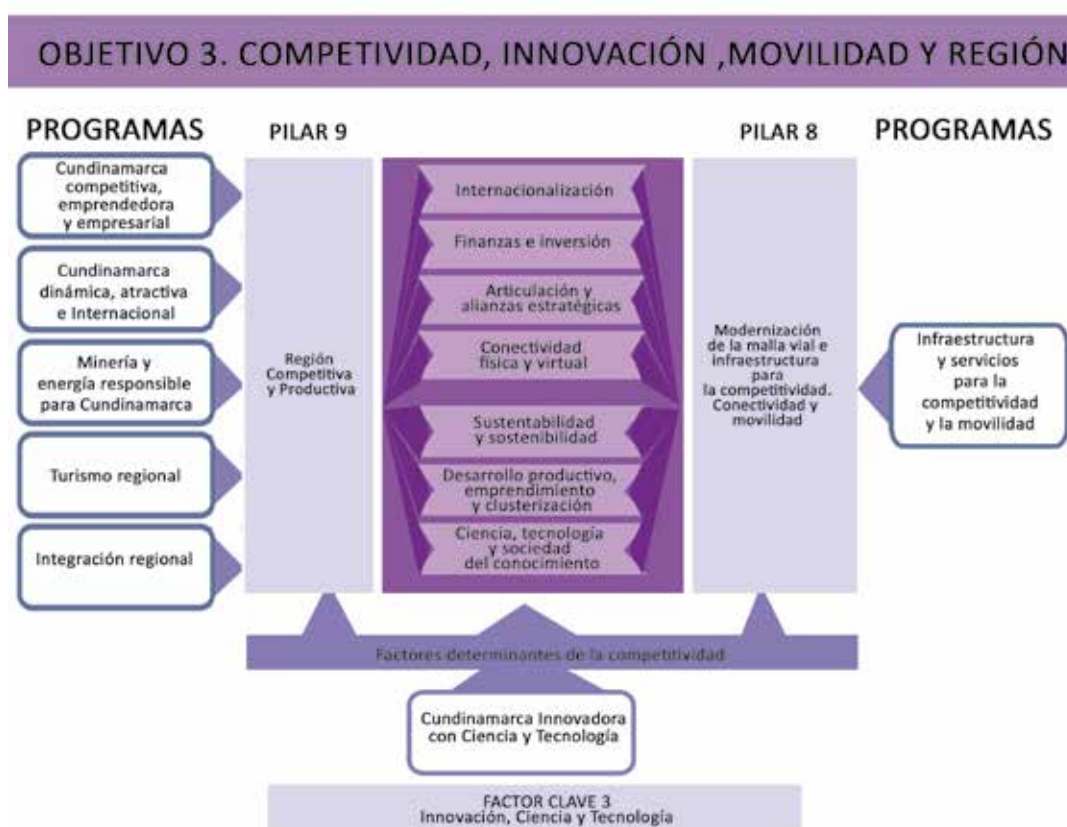 OBJETIVO 3. COMPETIVIDAD, INNOVACIÓN ,MOVILIDAD Y REGIÓN
PROGRAMAS
Cundinamarca
competitiva,
emprendedora
y empresarial
Cundinamarca
dinámica, atractiva
e Internacional
Minería y
energía responsible
para Cundinamarca
Turismo regional
Integración regional
PILAR 9
Región
Competitiva
y Productiva
Internacionalización
Finanzas e inversión
Articulación y
alianzas estratégicas
Conectividad
física y virtual
Sustentabilidad
y sostenibilidad
Desarrollo productivo,
emprendimiento
y clusterización
Ciencia, tecnología
y sociedad
del conocimiento
PILAR 8
Modernización
de la malla vial e
infraestructura
para
la competividad.
Conectividad y
movilidad
PROGRAMAS
Infraestructura
y servicios
para la
competividad
y la movilidad
Factores determinantes de la competividad
Cundinamarca Innovadora
con Ciencia y Tecnología
FACTOR CLAVE 3
Innovación, Ciencia y Tecnología